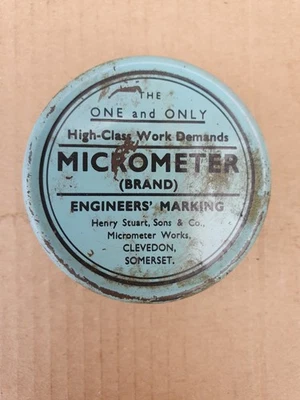 THE
ONE and ONLY
High-Class Work Demands
MICROMETER
(BRAND)
ENGINEERS' MARKING
Henry Stuart, Sons & Co.,
Micrometer Works,
CLEVEDON,
SOMERSET.